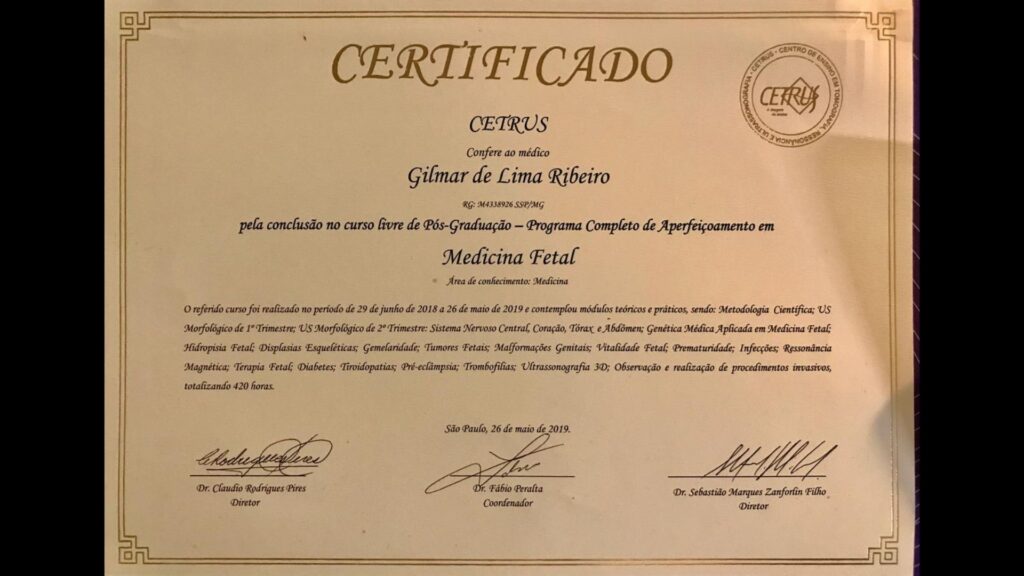 CERTIFICADO
CETRUS - CENTRO DE ENSINO EM TOMOGRAFIA, RESSONÂNCIA E ULTRASSONOGRAFIA
CETRUS
CETRUS
Confere ao médico
Gilmar de Lima Ribeiro
RG: M4338926 SSP/MG
pela conclusão no curso livre de Pós-Graduação – Programa Completo de Aperfeiçoamento em
Medicina Fetal
Área de conhecimento: Medicina
O referido curso foi realizado no período de 29 de junho de 2018 a 26 de maio de 2019 e contemplou módulos teóricos e práticos, sendo: Metodologia Científica; US
Morfológico de 1º Trimestre; US Morfológico de 2º Trimestre: Sistema Nervoso Central, Coração, Tórax e Abdômen; Genética Médica Aplicada em Medicina Fetal;
Hidropisia Fetal; Displasias Esqueléticas; Gemelaridade; Tumores Fetais; Malformações Genitais; Vitalidade Fetal; Prematuridade; Infecções; Ressonância
Magnética; Terapia Fetal; Diabetes; Tiroidopatias; Pré-eclâmpsia; Trombofilias; Ultrassonografia 3D; Observação e realização de procedimentos invasivos,
totalizando 420 horas.
São Paulo, 26 de maio de 2019.
Dr. Claudio Rodrigues Pires
Diretor
Dr. Fábio Peralta
Coordenador
Dr. Sebastião Marques Zanforlin Filho
Diretor